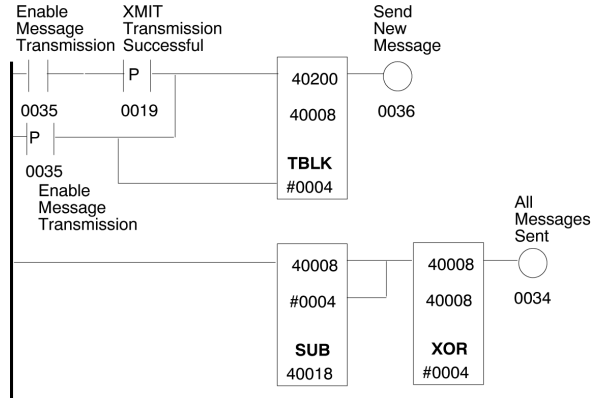 Enable
Message
Transmission
XMIT
Transmission
Successful
Send
New
Message
P
40200
0035
0019
40008
0036
P
TBLK
#0004
0035
Enable
Message
Transmission
All
Messages
Sent
40008
40008
#0004
40008
0034
SUB
XOR
40018
#0004